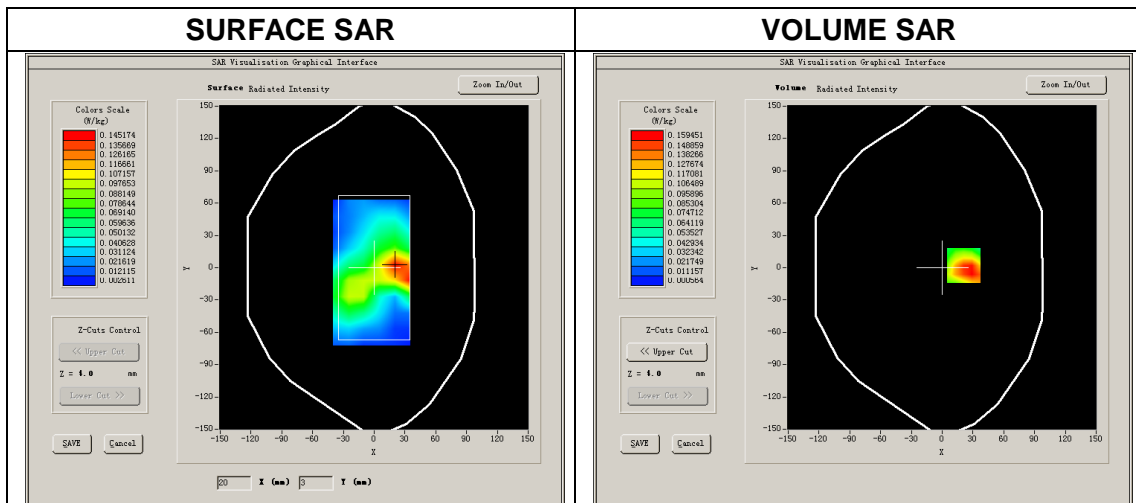 SURFACE SAR
VOLUME SAR
SAR Visualisation Graphical Interface
Surface Radiated Intensity
Zoom In/Out
Colors Scale
(W/kg)
0.145174
0.135669
0.126165
0.116661
0.107157
0.097653
0.088149
0.078644
0.069140
0.059636
0.050132
0.040628
0.031124
0.021619
0.012115
0.002611
Z-Cuts Control
<< Upper Cut
Z = 4.0 mm
Lower Cut >>
SAVE
Cancel
150
120
90
60
30
0
-30
-60
-90
-120
-150
Y
-150 -120 -90 -60 -30 0 30 60 90 120 150
X
20 X (mm) 3 Y (mm)
SAR Visualisation Graphical Interface
Volume Radiated Intensity
Zoom In/Out
Colors Scale
(W/kg)
0.159451
0.148859
0.138266
0.127674
0.117081
0.106489
0.095896
0.085304
0.074712
0.064119
0.053527
0.042934
0.032342
0.021749
0.011157
0.000564
Z-Cuts Control
<< Upper Cut
Z = 4.0 mm
Lower Cut >>
SAVE
Cancel
150
120
90
60
30
0
-30
-60
-90
-120
-150
Y
-150 -120 -90 -60 -30 0 30 60 90 120 150
X